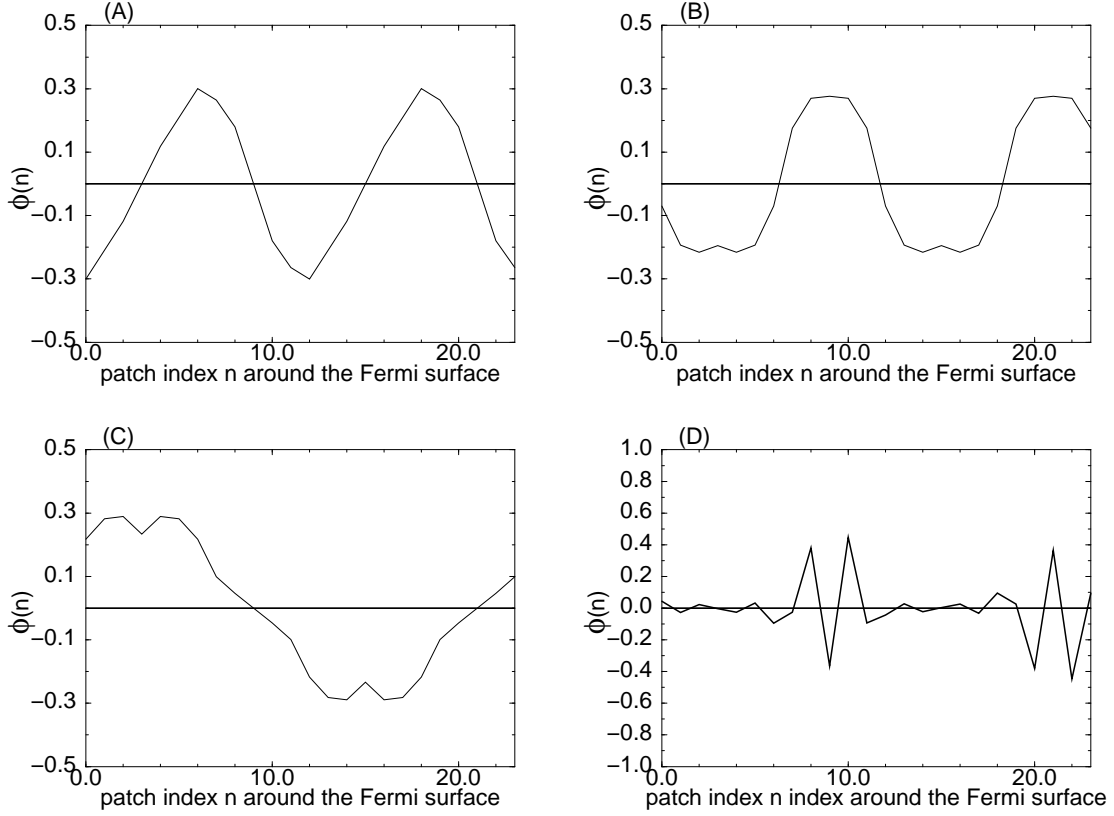 (A)
0.5
0.3
0.1
−0.1
−0.3
−0.5
ϕ(n)
0.0 10.0 20.0
patch index n around the Fermi surface
(B)
0.5
0.3
0.1
−0.1
−0.3
−0.5
ϕ(n)
0.0 10.0 20.0
patch index n around the Fermi surface
(C)
0.5
0.3
0.1
−0.1
−0.3
−0.5
ϕ(n)
0.0 10.0 20.0
patch index n around the Fermi surface
(D)
1.0
0.8
0.6
0.4
0.2
0.0
−0.2
−0.4
−0.6
−0.8
−1.0
ϕ(n)
0.0 10.0 20.0
patch index n index around the Fermi surface